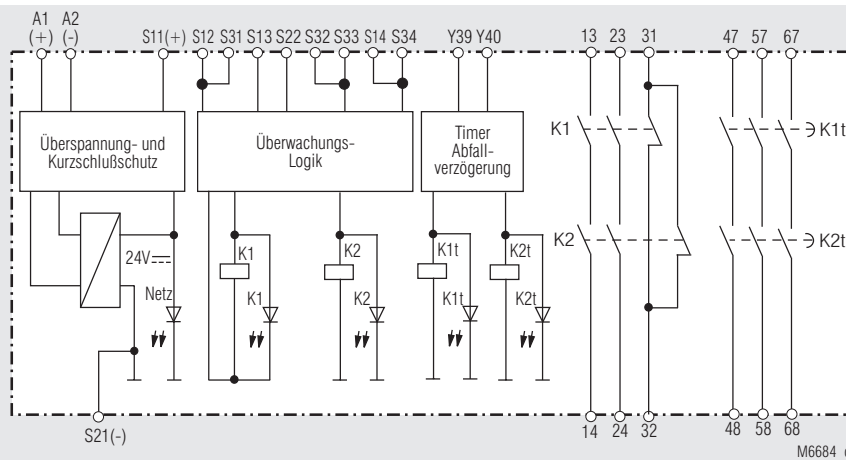 A1 A2
(+) (-) S11(+) S12 S31 S13 S22 S32 S33 S14 S34 Y39 Y40 13 23 31 47 57 67
Überspannung- und
Kurzschlußschutz
Überwachungs-
Logik
Timer
Abfall-
verzögerung
K1 K1t
24V
Netz
K1 K2 K1t K2t
K1 K2 K1t K2t
K2 K2t
S21(-)
14 24 32 48 58 68
M6684